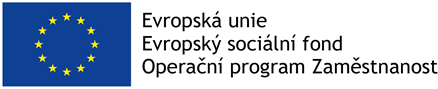 Evropská unie
Evropský sociální fond
Operační program Zaměstnanost